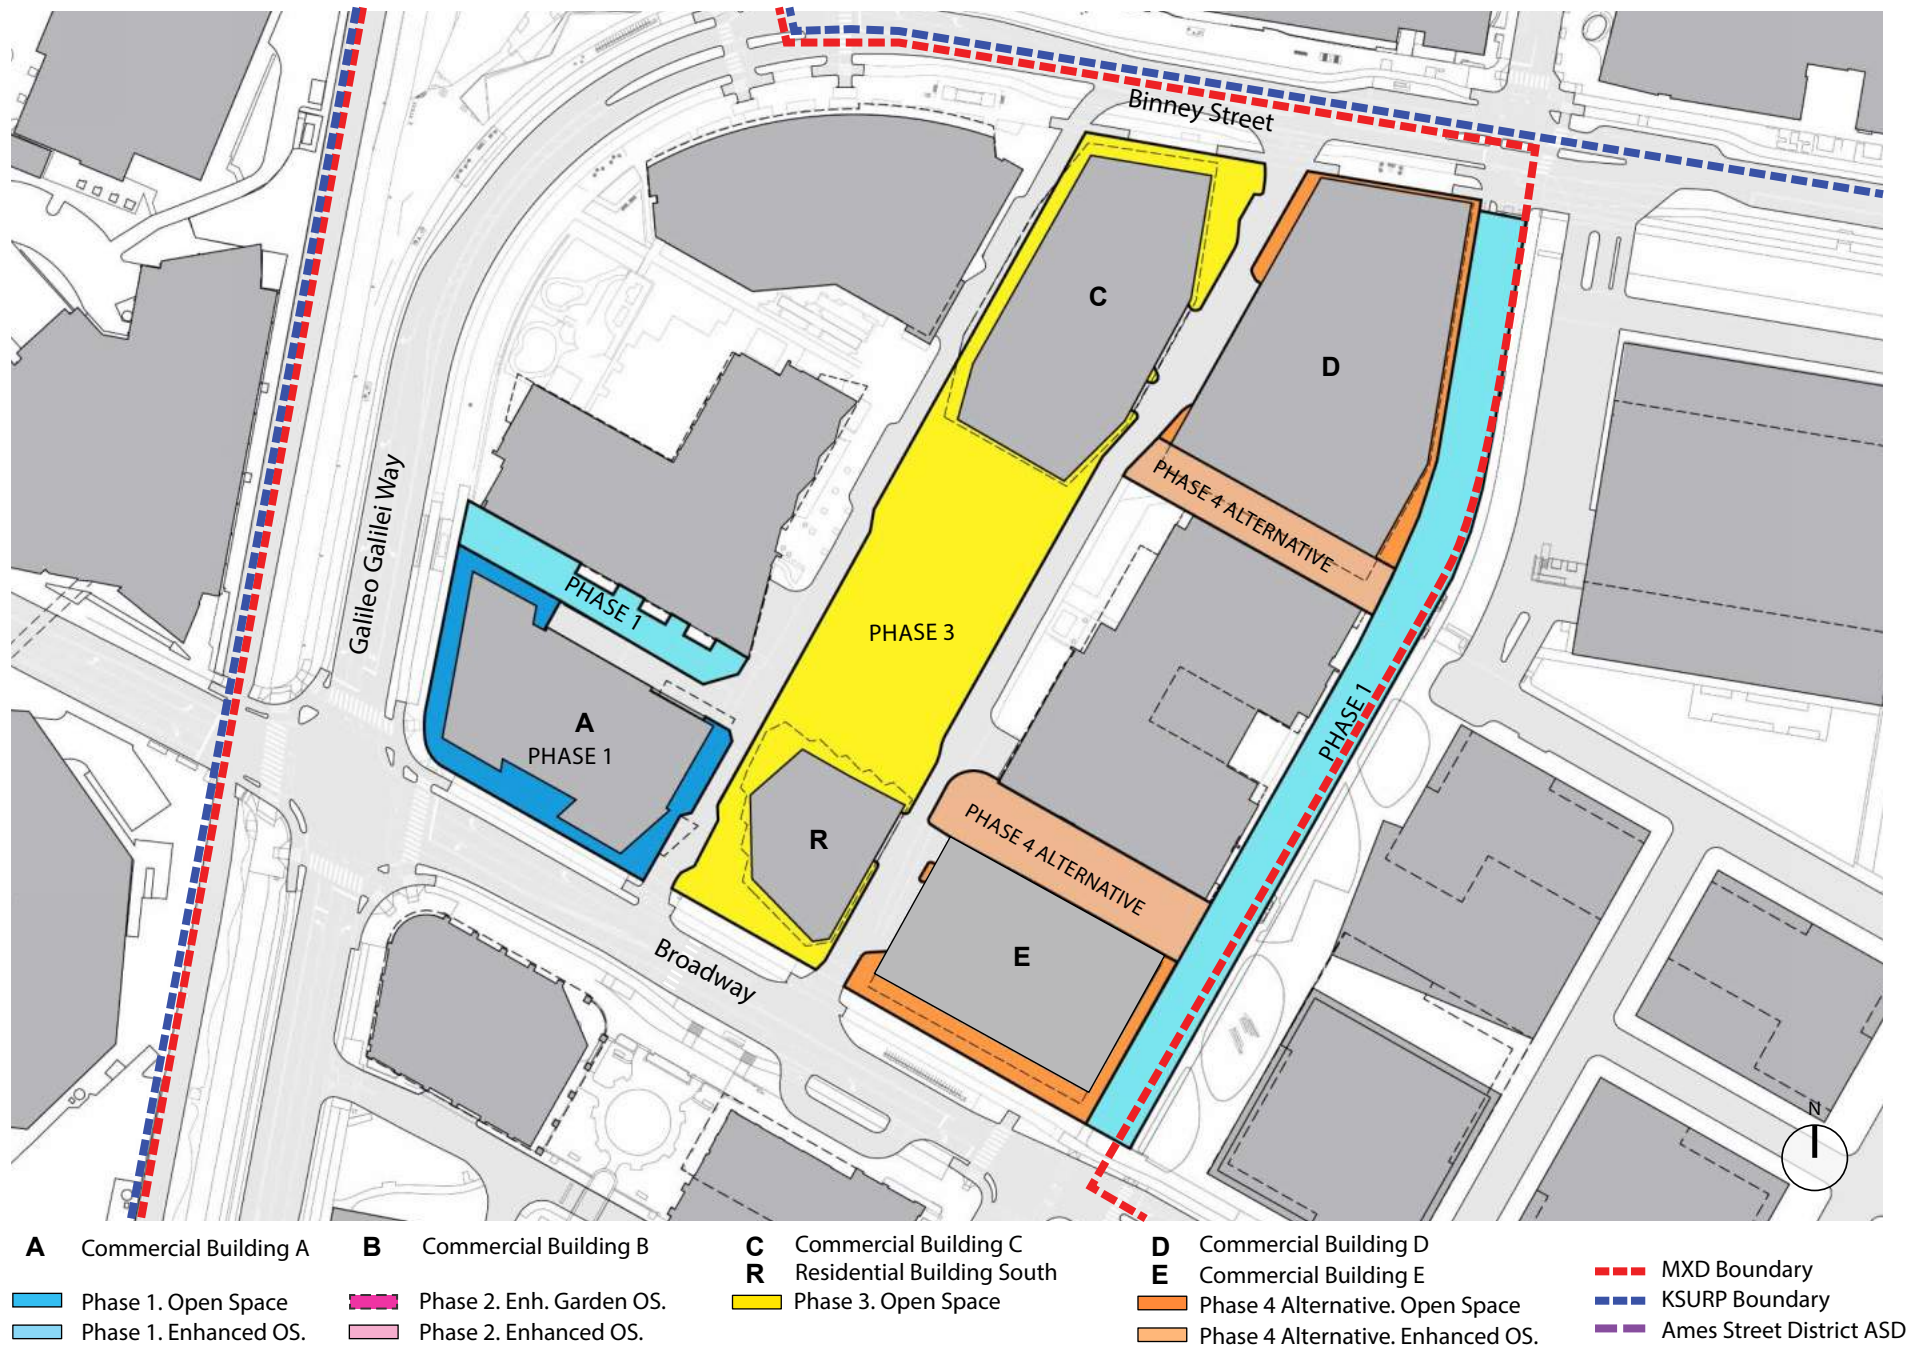 Binney Street
C
D
PHASE 4 ALTERNATIVE
Galileo Galilei Way
PHASE 1
PHASE 3
A
PHASE 1
PHASE 1
R
PHASE 4 ALTERNATIVE
E
Broadway
N
A Commercial Building A
Phase 1. Open Space
Phase 1. Enhanced OS.
B Commercial Building B
Phase 2. Enh. Garden OS.
Phase 2. Enhanced OS.
C Commercial Building C
R Residential Building South
Phase 3. Open Space
D Commercial Building D
E Commercial Building E
Phase 4 Alternative. Open Space
Phase 4 Alternative. Enhanced OS.
MXD Boundary
KSURP Boundary
Ames Street District ASD